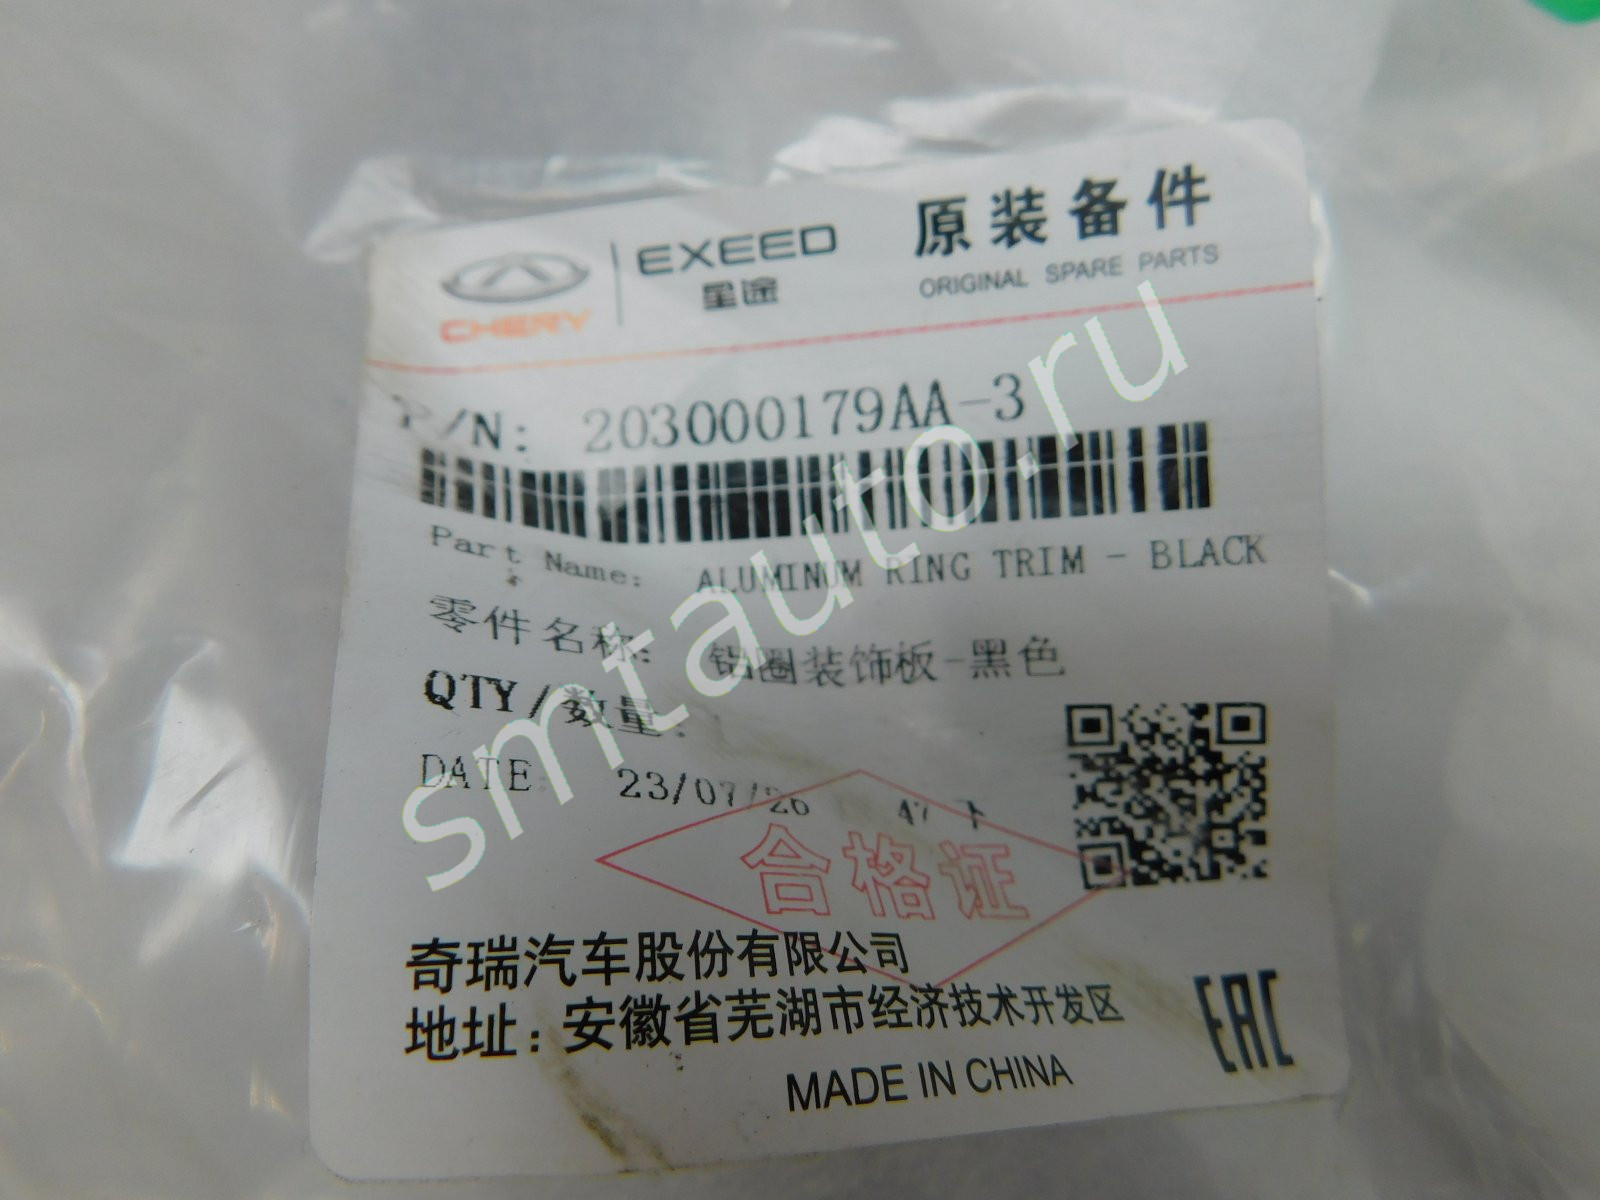 CHERY
EXEED
星途
原装备件
ORIGINAL SPARE PARTS
P/N: 203000179AA-3
Part Name: ALUMINUM RING TRIM - BLACK
零件名称: 铝圈装饰板-黑色
QTY/数量:
DATE: 23/07/26
合格证
奇瑞汽车股份有限公司
地址：安徽省芜湖市经济技术开发区
MADE IN CHINA
EAC
smtauto.ru